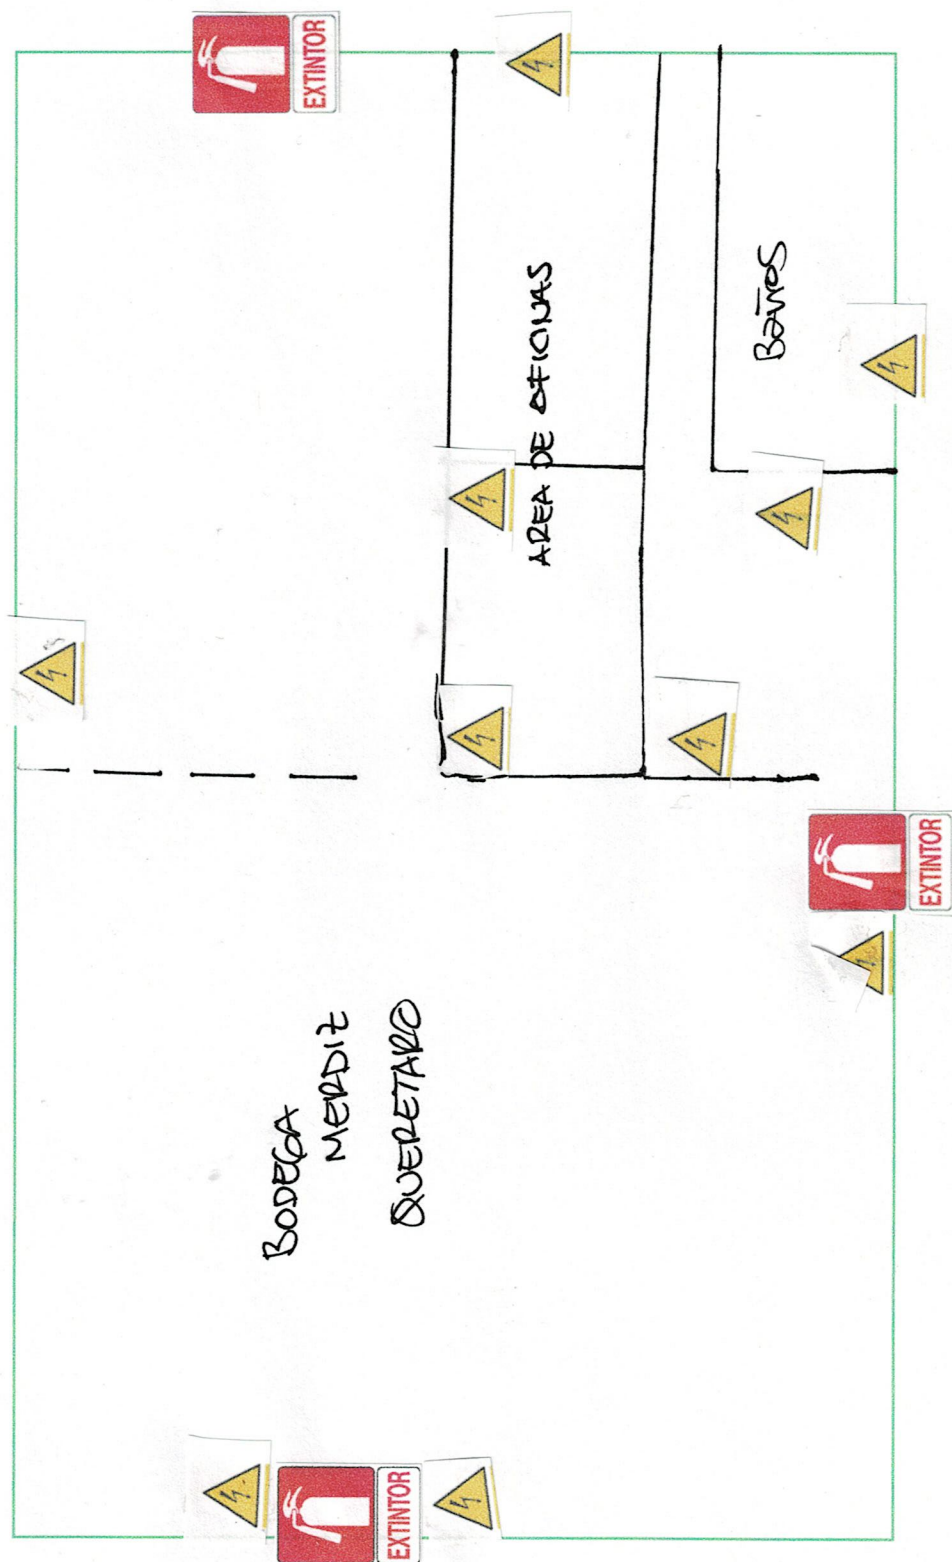 EXTINTOR
AREA DE OFICINAS
BaÑos
EXTINTOR
BODEGA
MERDIZ
QUERETARO
EXTINTOR